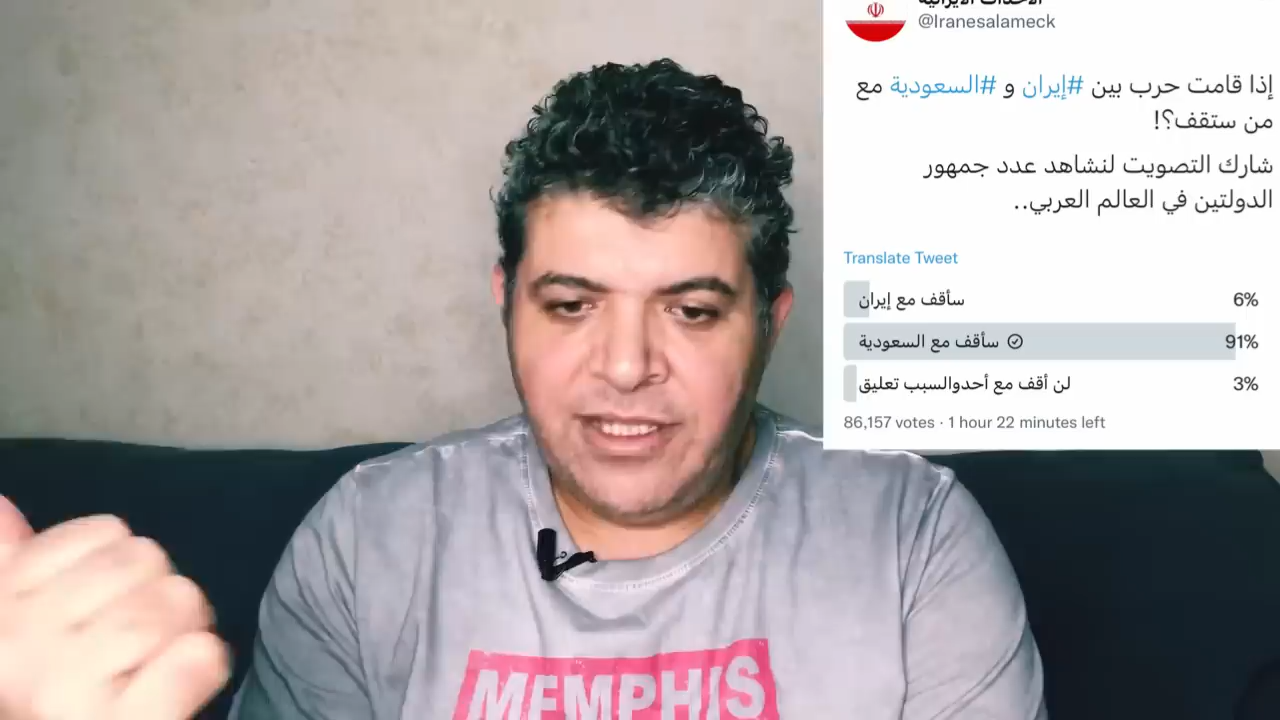 الأحداث الايرانية
@Iranesalameck
إذا قامت حرب بين #إيران و #السعودية مع
من ستقف؟!
شارك التصويت لنشاهد عدد جمهور
الدولتين في العالم العربي..
Translate Tweet
سأقف مع إيران 6%
سأقف مع السعودية 91%
لن أقف مع أحدوالسبب تعليق 3%
86,157 votes · 1 hour 22 minutes left
MEMPHIS